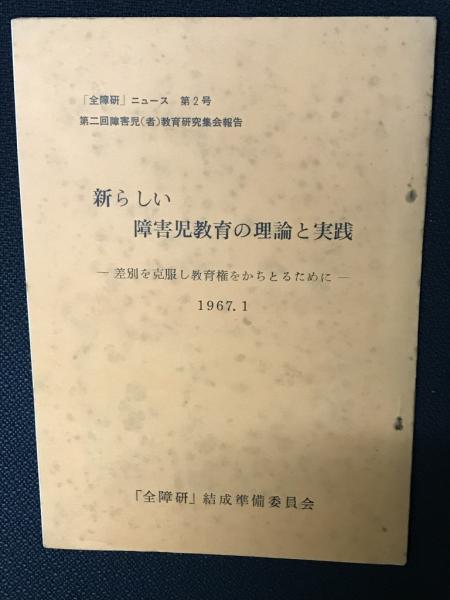 「全障研」ニュース 第2号
第二回障害児(者)教育研究集会報告
新らしい
障害児教育の理論と実践
― 差別を克服し教育権をかちとるために ―
1967.1
「全障研」結成準備委員会